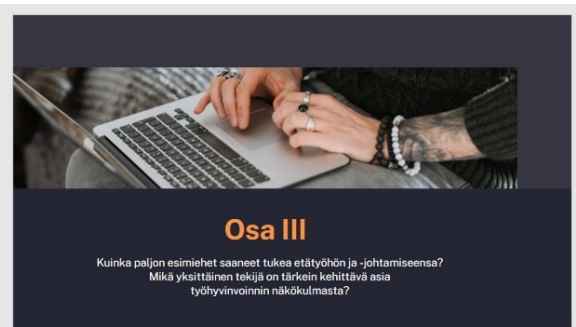 Osa III
Kuinka paljon esimiehet saaneet tukea etätyöhön ja -johtamiseensa?
Mikä yksittäinen tekijä on tärkein kehittävä asia
työhyvinvoinnin näkökulmasta?